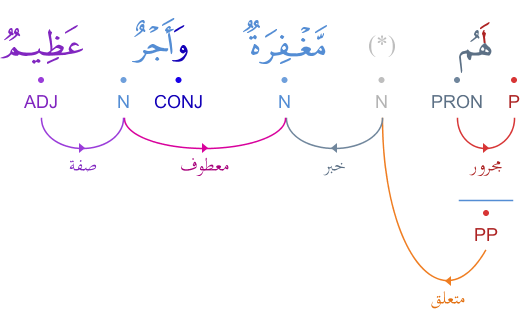 لَهُم (*) مَّغْفِرَةٌ وَأَجْرٌ عَظِيمٌ
P PRON N N CONJ N ADJ
مجرور خبر معطوف صفة
PP
متعلق